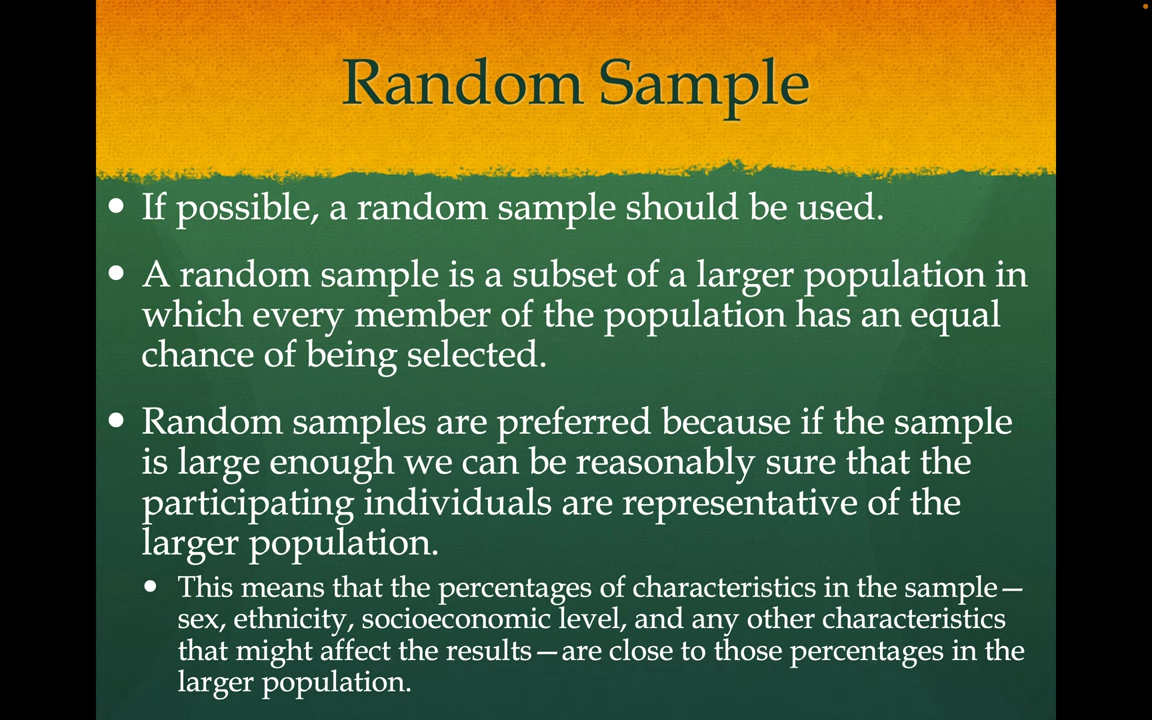 Random Sample
• If possible, a random sample should be used.
• A random sample is a subset of a larger population in
which every member of the population has an equal
chance of being selected.
• Random samples are preferred because if the sample
is large enough we can be reasonably sure that the
participating individuals are representative of the
larger population.
• This means that the percentages of characteristics in the sample—
sex, ethnicity, socioeconomic level, and any other characteristics
that might affect the results—are close to those percentages in the
larger population.